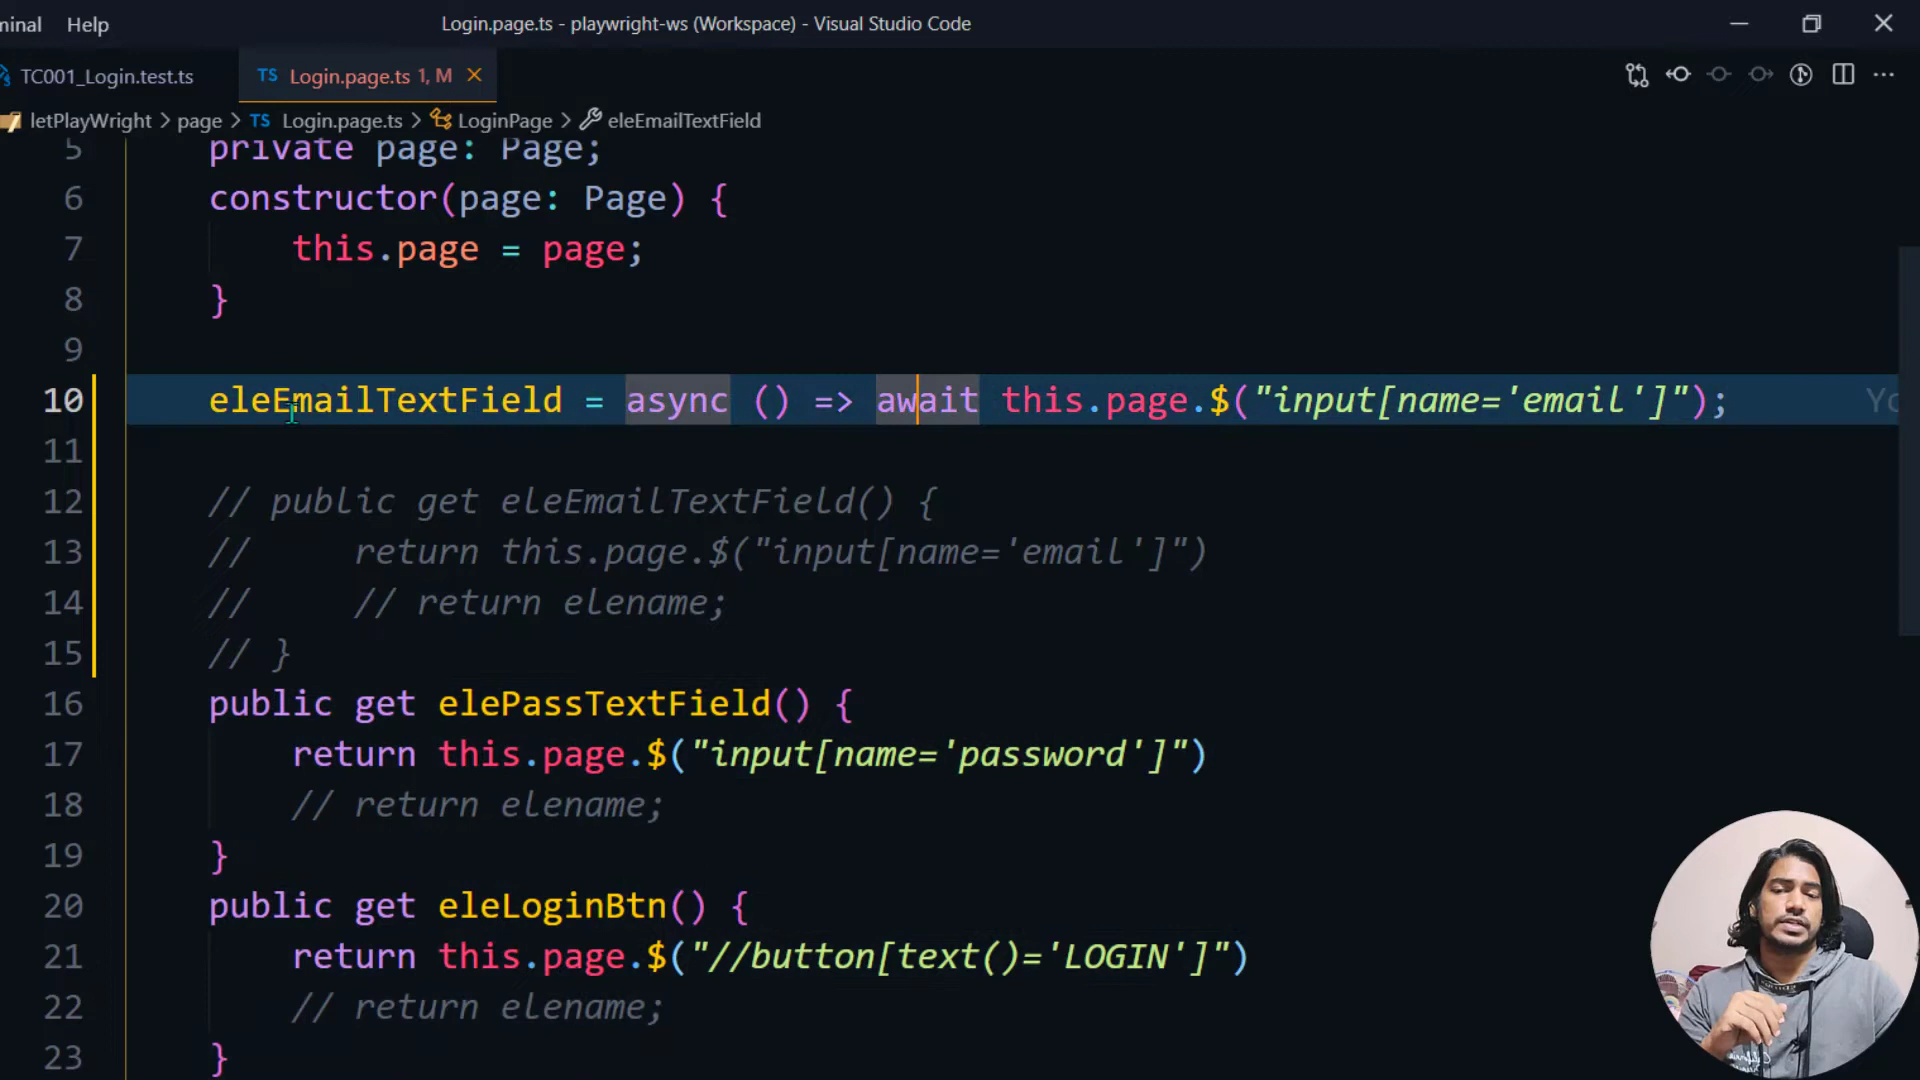 minal Help
Login.page.ts - playwright-ws (Workspace) - Visual Studio Code
TC001_Login.test.ts
TS Login.page.ts 1, M
letPlayWright > page > TS Login.page.ts > LoginPage > eleEmailTextField
5 private page: Page;
6 constructor(page: Page) {
7 this.page = page;
8 }
9
10 eleEmailTextField = async () => await this.page.$("input[name='email']");
11
12 // public get eleEmailTextField() {
13 //     return this.page.$("input[name='email']")
14 //     // return elename;
15 // }
16 public get elePassTextField() {
17 return this.page.$("input[name='password']")
18 // return elename;
19 }
20 public get eleLoginBtn() {
21 return this.page.$("//button[text()='LOGIN']")
22 // return elename;
23 }